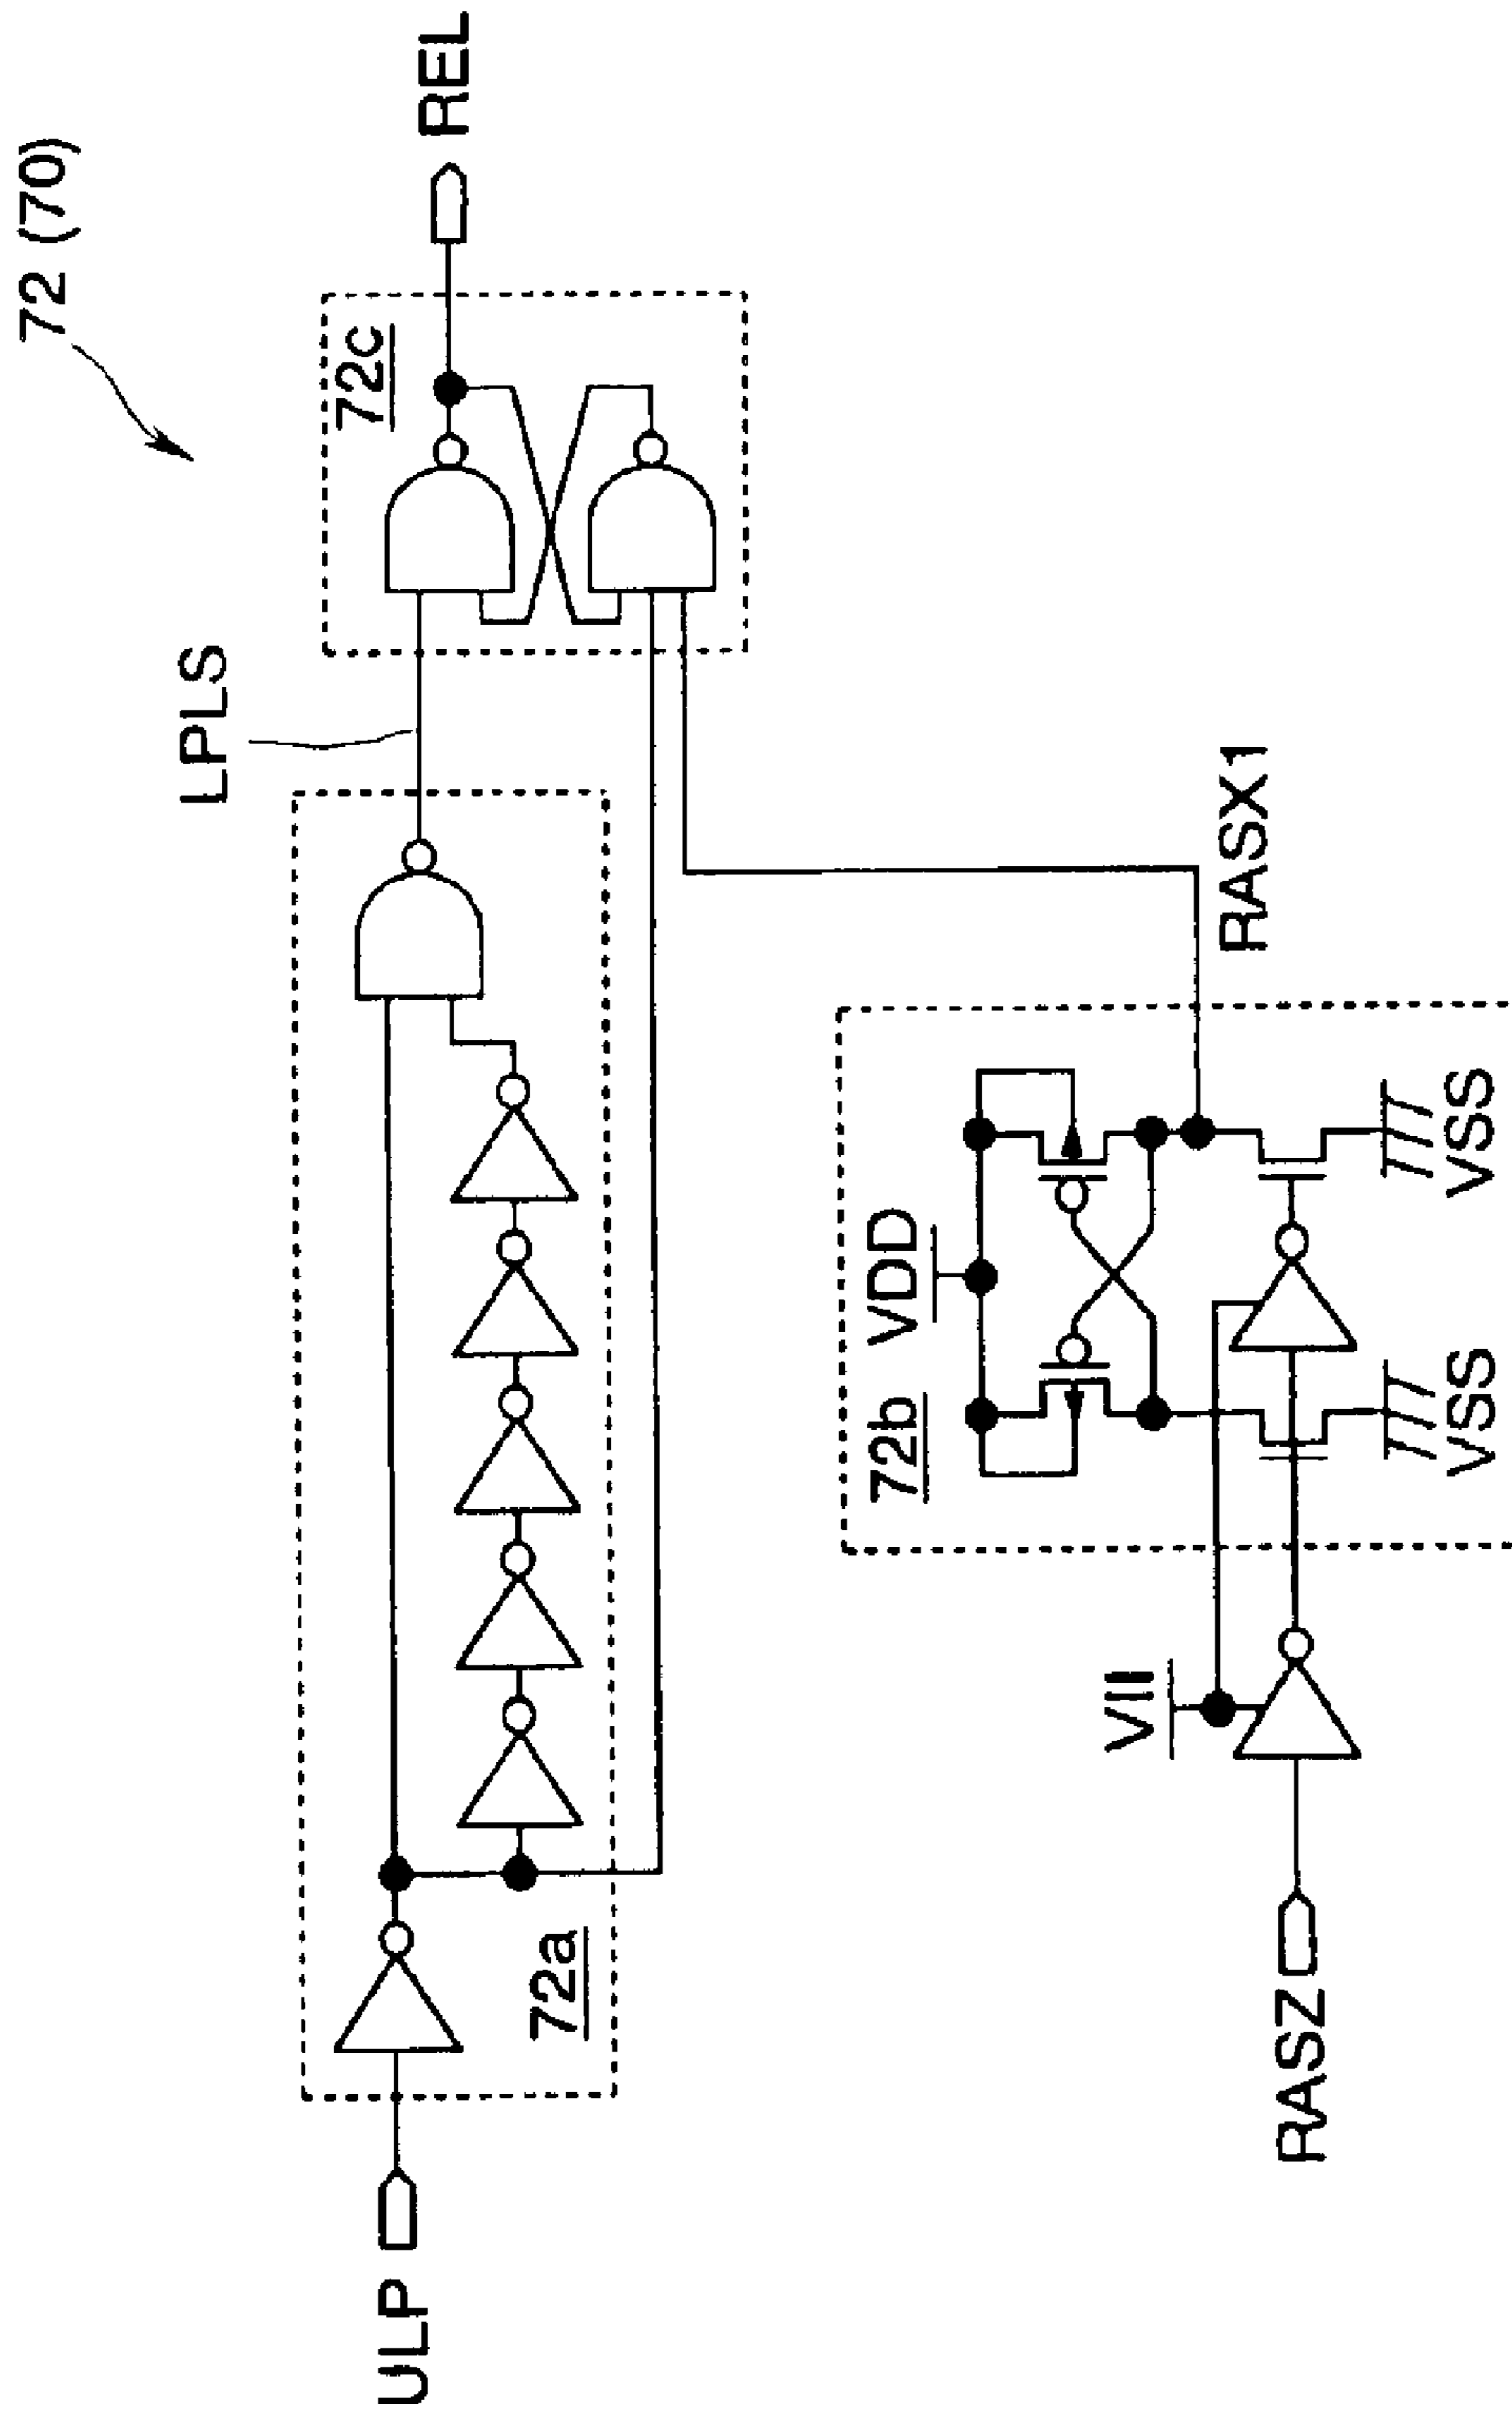 72 (70)
ULP
72a
LPLS
72c
REL
RASZ
VII
72b
VDD
VSS
VSS
RASX1